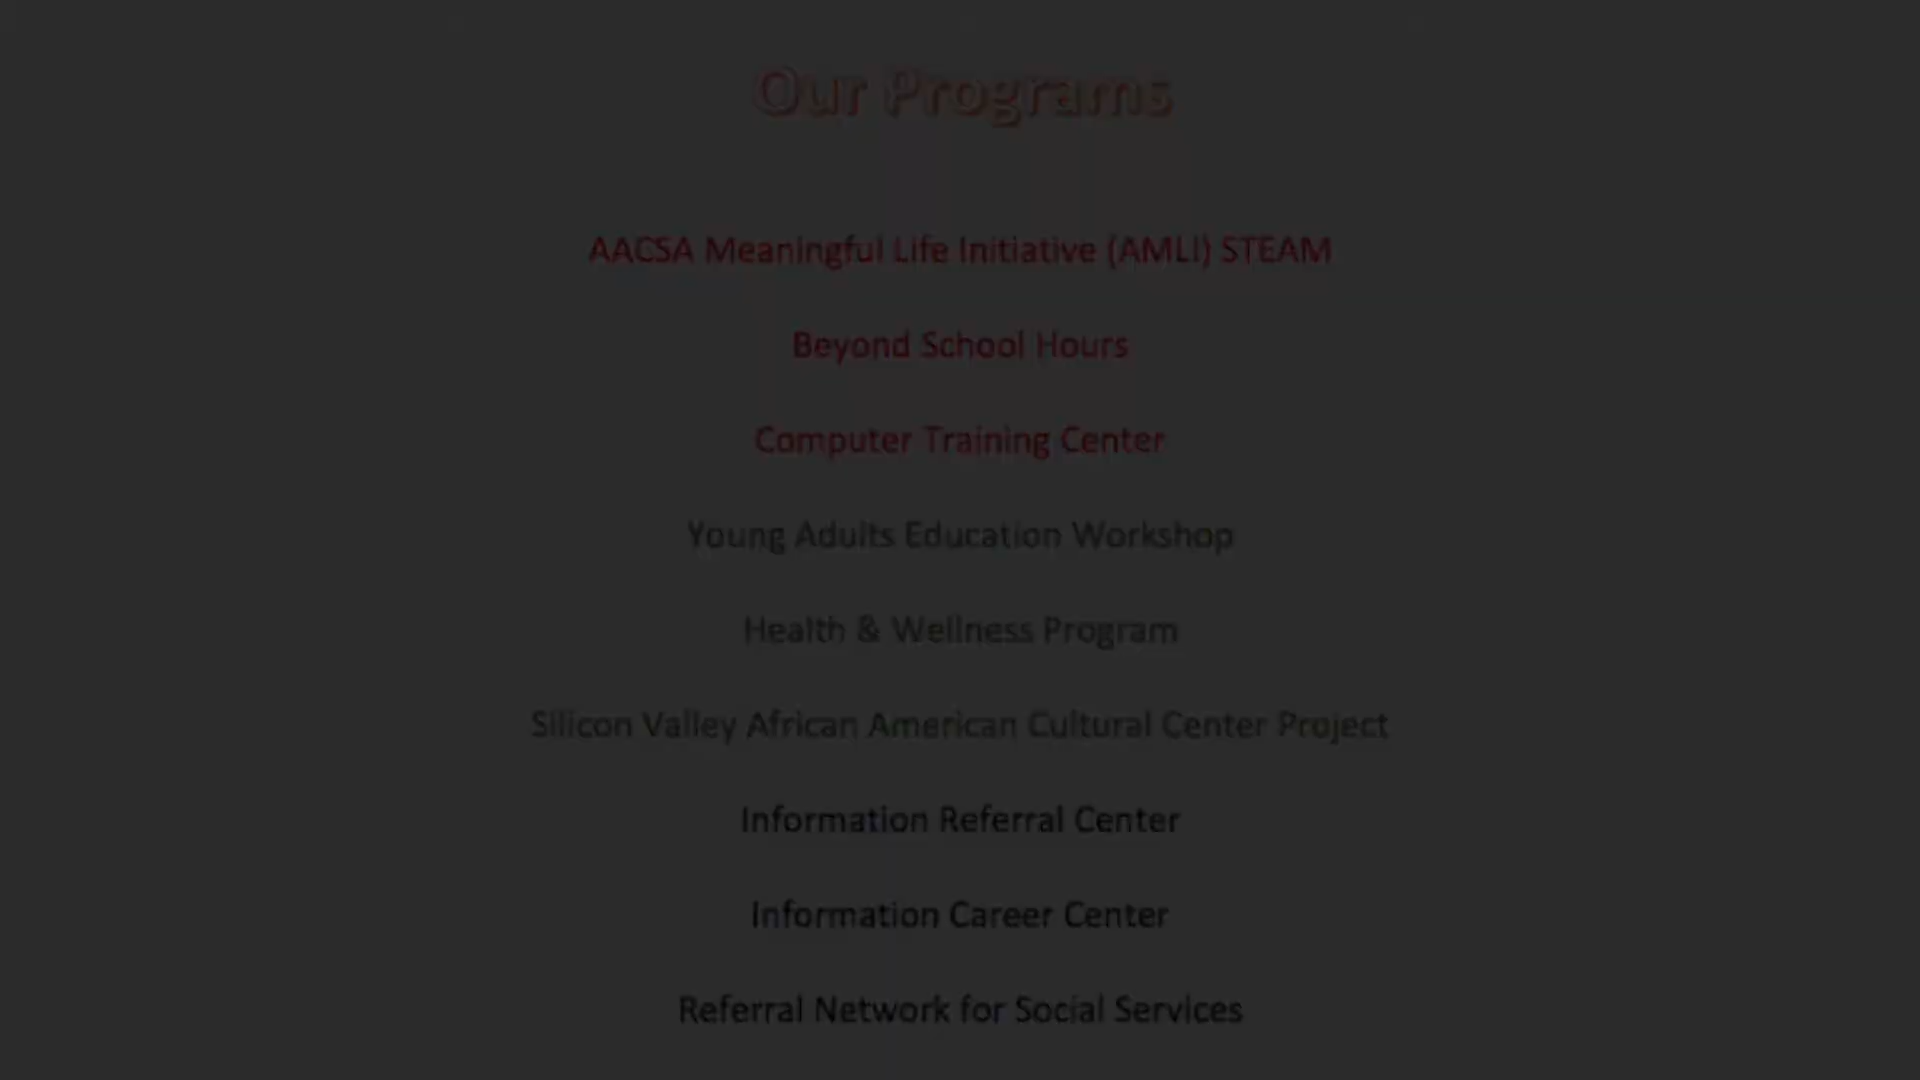 Our Programs
AACSA Meaningful Life Initiative (AMLI) STEAM
Beyond School Hours
Computer Training Center
Young Adults Education Workshop
Health & Wellness Program
Silicon Valley African American Cultural Center Project
Information Referral Center
Information Career Center
Referral Network for Social Services